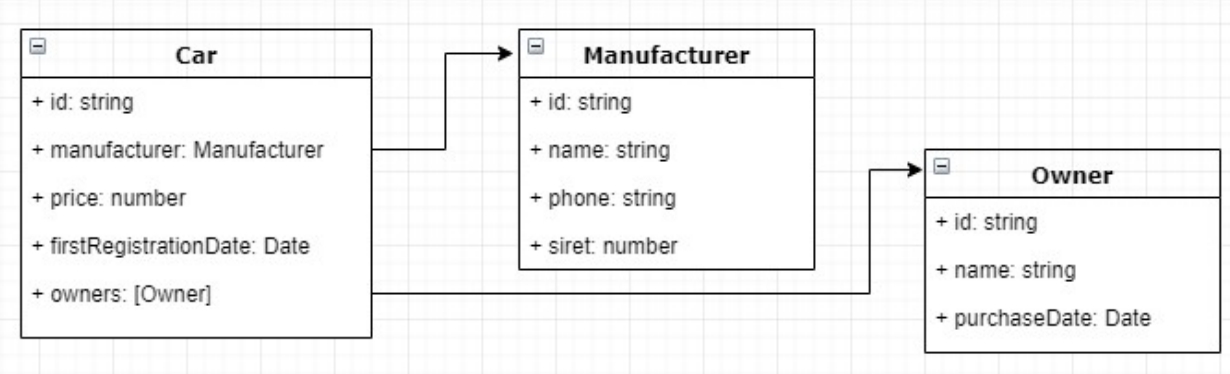 Car
+ id: string
+ manufacturer: Manufacturer
+ price: number
+ firstRegistrationDate: Date
+ owners: [Owner]
Manufacturer
+ id: string
+ name: string
+ phone: string
+ siret: number
Owner
+ id: string
+ name: string
+ purchaseDate: Date